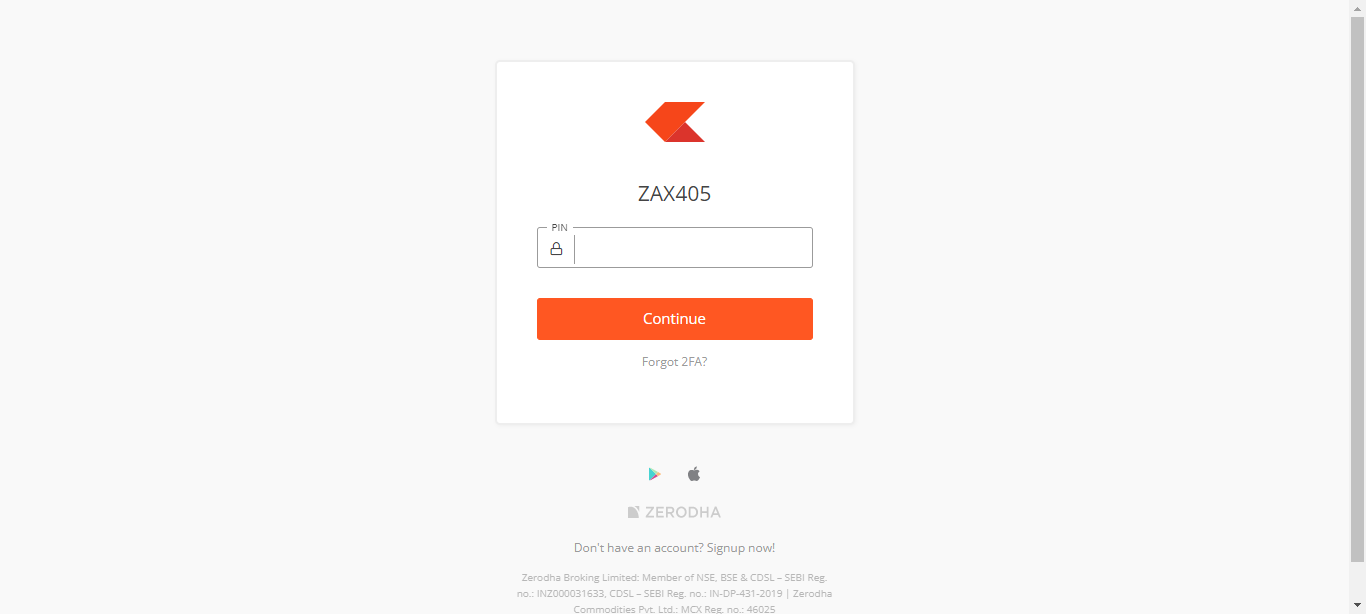 ZAX405
PIN
Continue
Forgot 2FA?
ZERODHA
Don't have an account? Signup now!
Zerodha Broking Limited: Member of NSE, BSE & CDSL – SEBI Reg.
no.: INZ000031633, CDSL – SEBI Reg. no.: IN-DP-431-2019 | Zerodha
Commodities Pvt. Ltd.: MCX Reg. no.: 46025